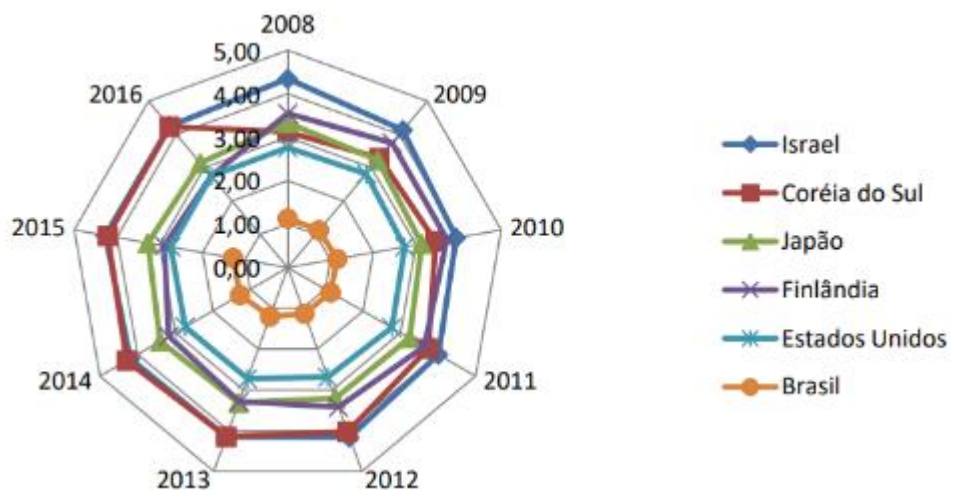 2008
5,00
4,00
3,00
2,00
1,00
0,00
2009
2010
2011
2012
2013
2014
2015
2016
Israel
Coréia do Sul
Japão
Finlândia
Estados Unidos
Brasil